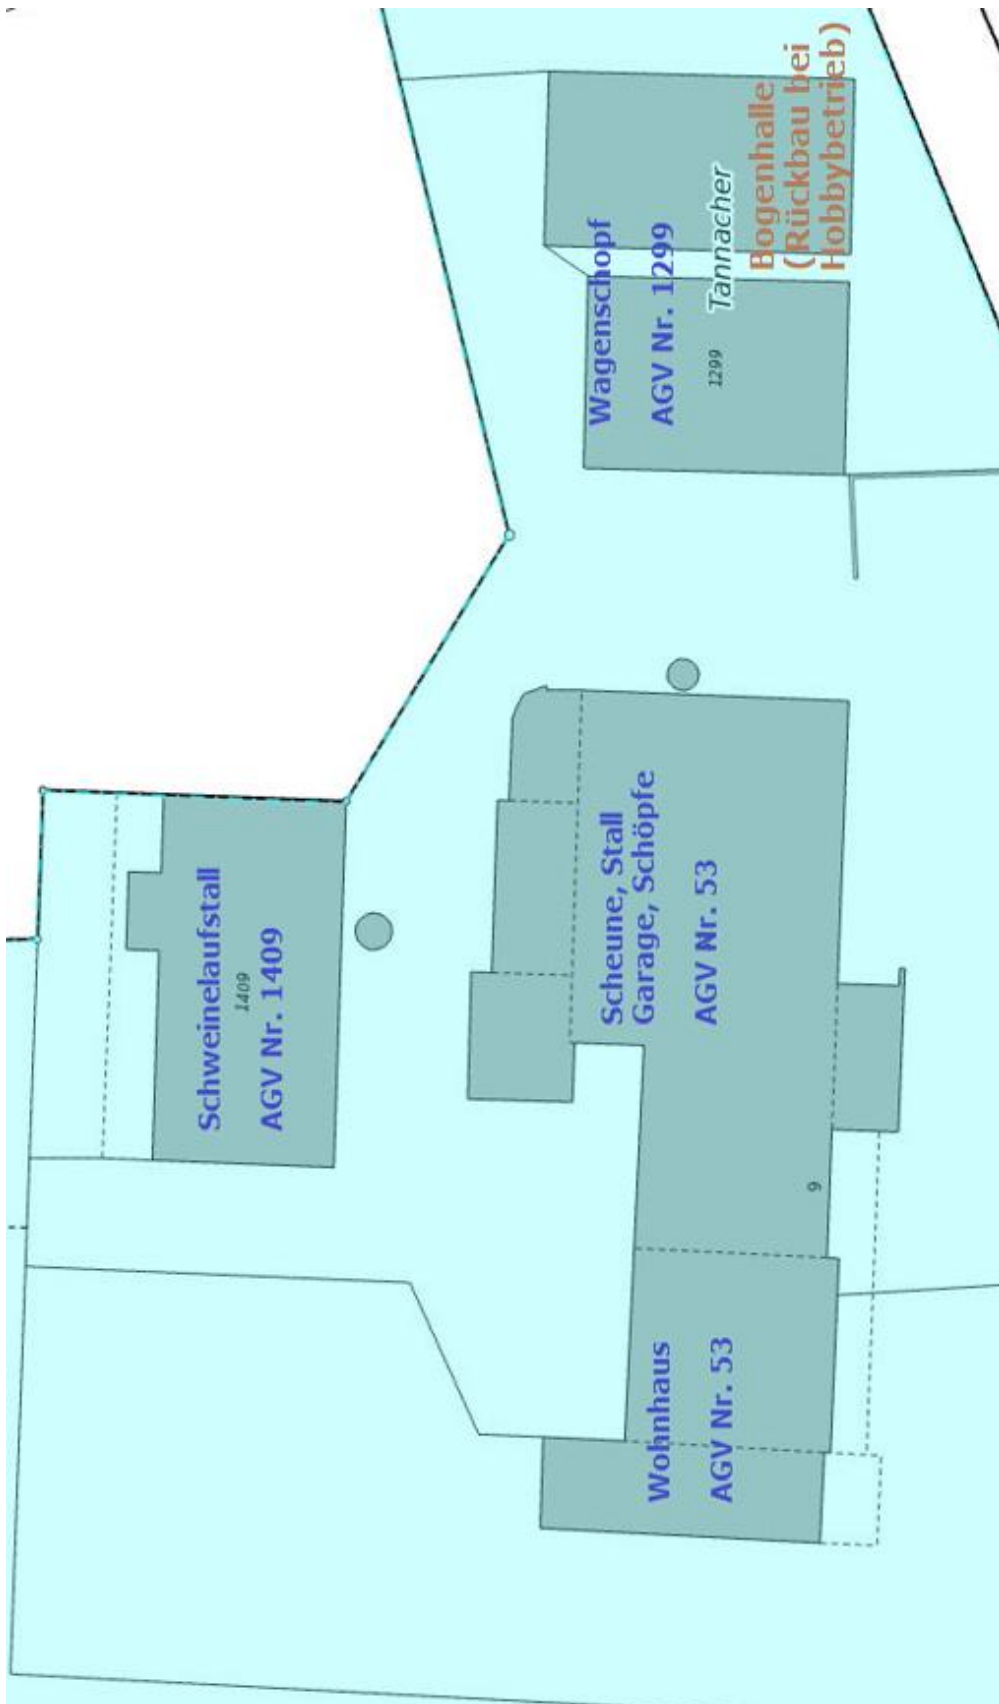 Schweinelaufstall
1409
AGV Nr. 1409
Wagenschopf
AGV Nr. 1299
1299
Tannacher
Bogenhalle
(Rückbau bei
Hobbybetrieb)
Scheune, Stall
Garage, Schöpfe
AGV Nr. 53
9
Wohnhaus
AGV Nr. 53